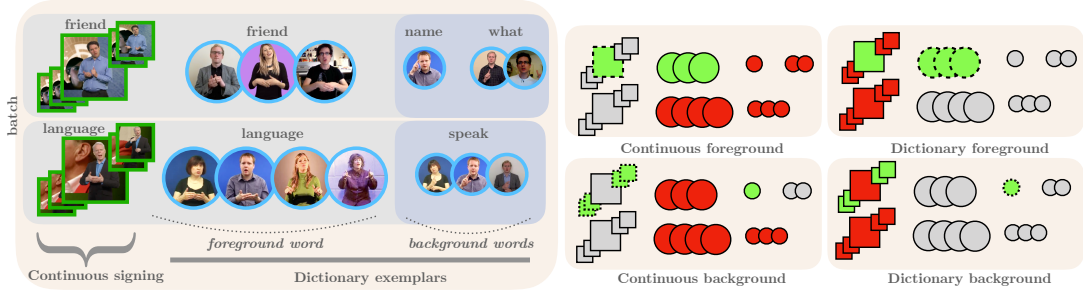 friend
friend
name
what
batch
language
language
speak
foreground word
background words
Continuous signing
Dictionary exemplars
Continuous foreground
Dictionary foreground
Continuous background
Dictionary background